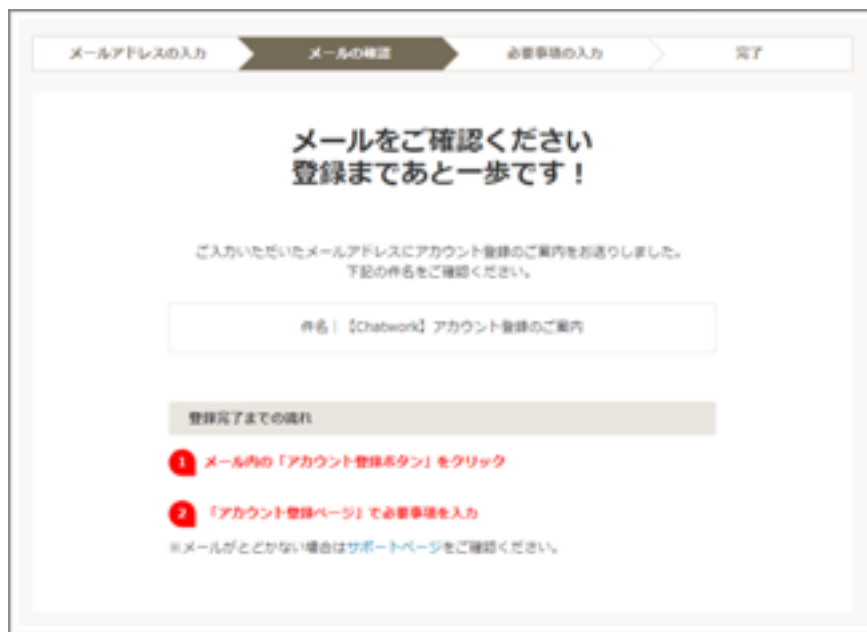 メールアドレスの入力
メールの確認
必要事項の入力
完了
メールをご確認ください
登録まであと一歩です！
ご入力いただいたメールアドレスにアカウント登録のご案内をお送りしました。
下記の件名をご確認ください。
件名｜【Chatwork】アカウント登録のご案内
登録完了までの流れ
1 メール内の「アカウント登録ボタン」をクリック
2 「アカウント登録ページ」で必要事項を入力
※メールがとどかない場合はサポートページをご確認ください。